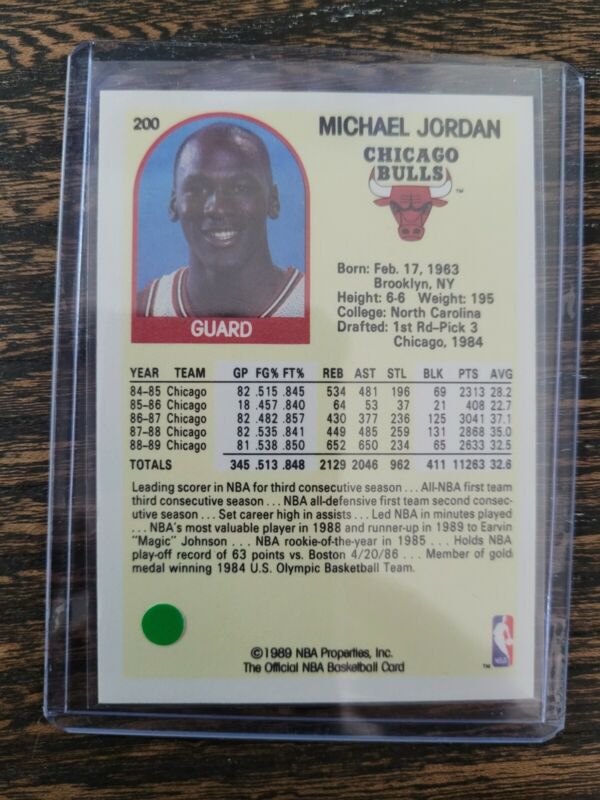 200
MICHAEL JORDAN
CHICAGO
BULLS
TM
Born: Feb. 17, 1963
Brooklyn, NY
Height: 6-6 Weight: 195
College: North Carolina
Drafted: 1st Rd-Pick 3
Chicago, 1984
GUARD
YEAR TEAM GP FG% FT% REB AST STL BLK PTS AVG
84-85 Chicago 82 .515 .845 534 481 196 69 2313 28.2
85-86 Chicago 18 .457 .840 64 53 37 21 408 22.7
86-87 Chicago 82 .482 .857 430 377 236 125 3041 37.1
87-88 Chicago 82 .535 .841 449 485 259 131 2868 35.0
88-89 Chicago 81 .538 .850 652 650 234 65 2633 32.5
TOTALS 345 .513 .848 2129 2046 962 411 11263 32.6
Leading scorer in NBA for third consecutive season . . . All-NBA first team
third consecutive season . . . NBA all-defensive first team second consec-
utive season . . . Set career high in assists . . . Led NBA in minutes played
. . . NBA's most valuable player in 1988 and runner-up in 1989 to Earvin
"Magic" Johnson . . . NBA rookie-of-the-year in 1985 . . . Holds NBA
play-off record of 63 points vs. Boston 4/20/86 . . . Member of gold
medal winning 1984 U.S. Olympic Basketball Team.
©1989 NBA Properties, Inc.
The Official NBA Basketball Card
TM
NBA